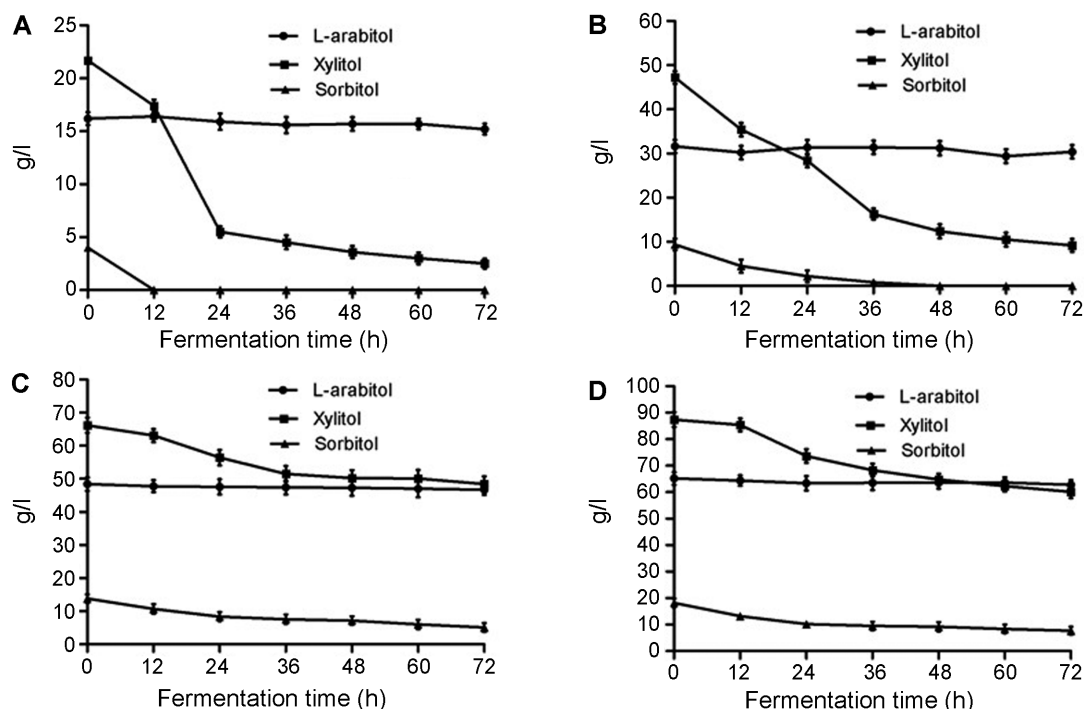 A
25
20
15
10
5
0
g/l
L-arabitol
Xylitol
Sorbitol
0 12 24 36 48 60 72
Fermentation time (h)
B
60
50
40
30
20
10
0
g/l
L-arabitol
Xylitol
Sorbitol
0 12 24 36 48 60 72
Fermentation time (h)
C
80
70
60
50
40
30
20
10
0
g/l
L-arabitol
Xylitol
Sorbitol
0 12 24 36 48 60 72
Fermentation time (h)
D
100
90
80
70
60
50
40
30
20
10
0
g/l
L-arabitol
Xylitol
Sorbitol
0 12 24 36 48 60 72
Fermentation time (h)